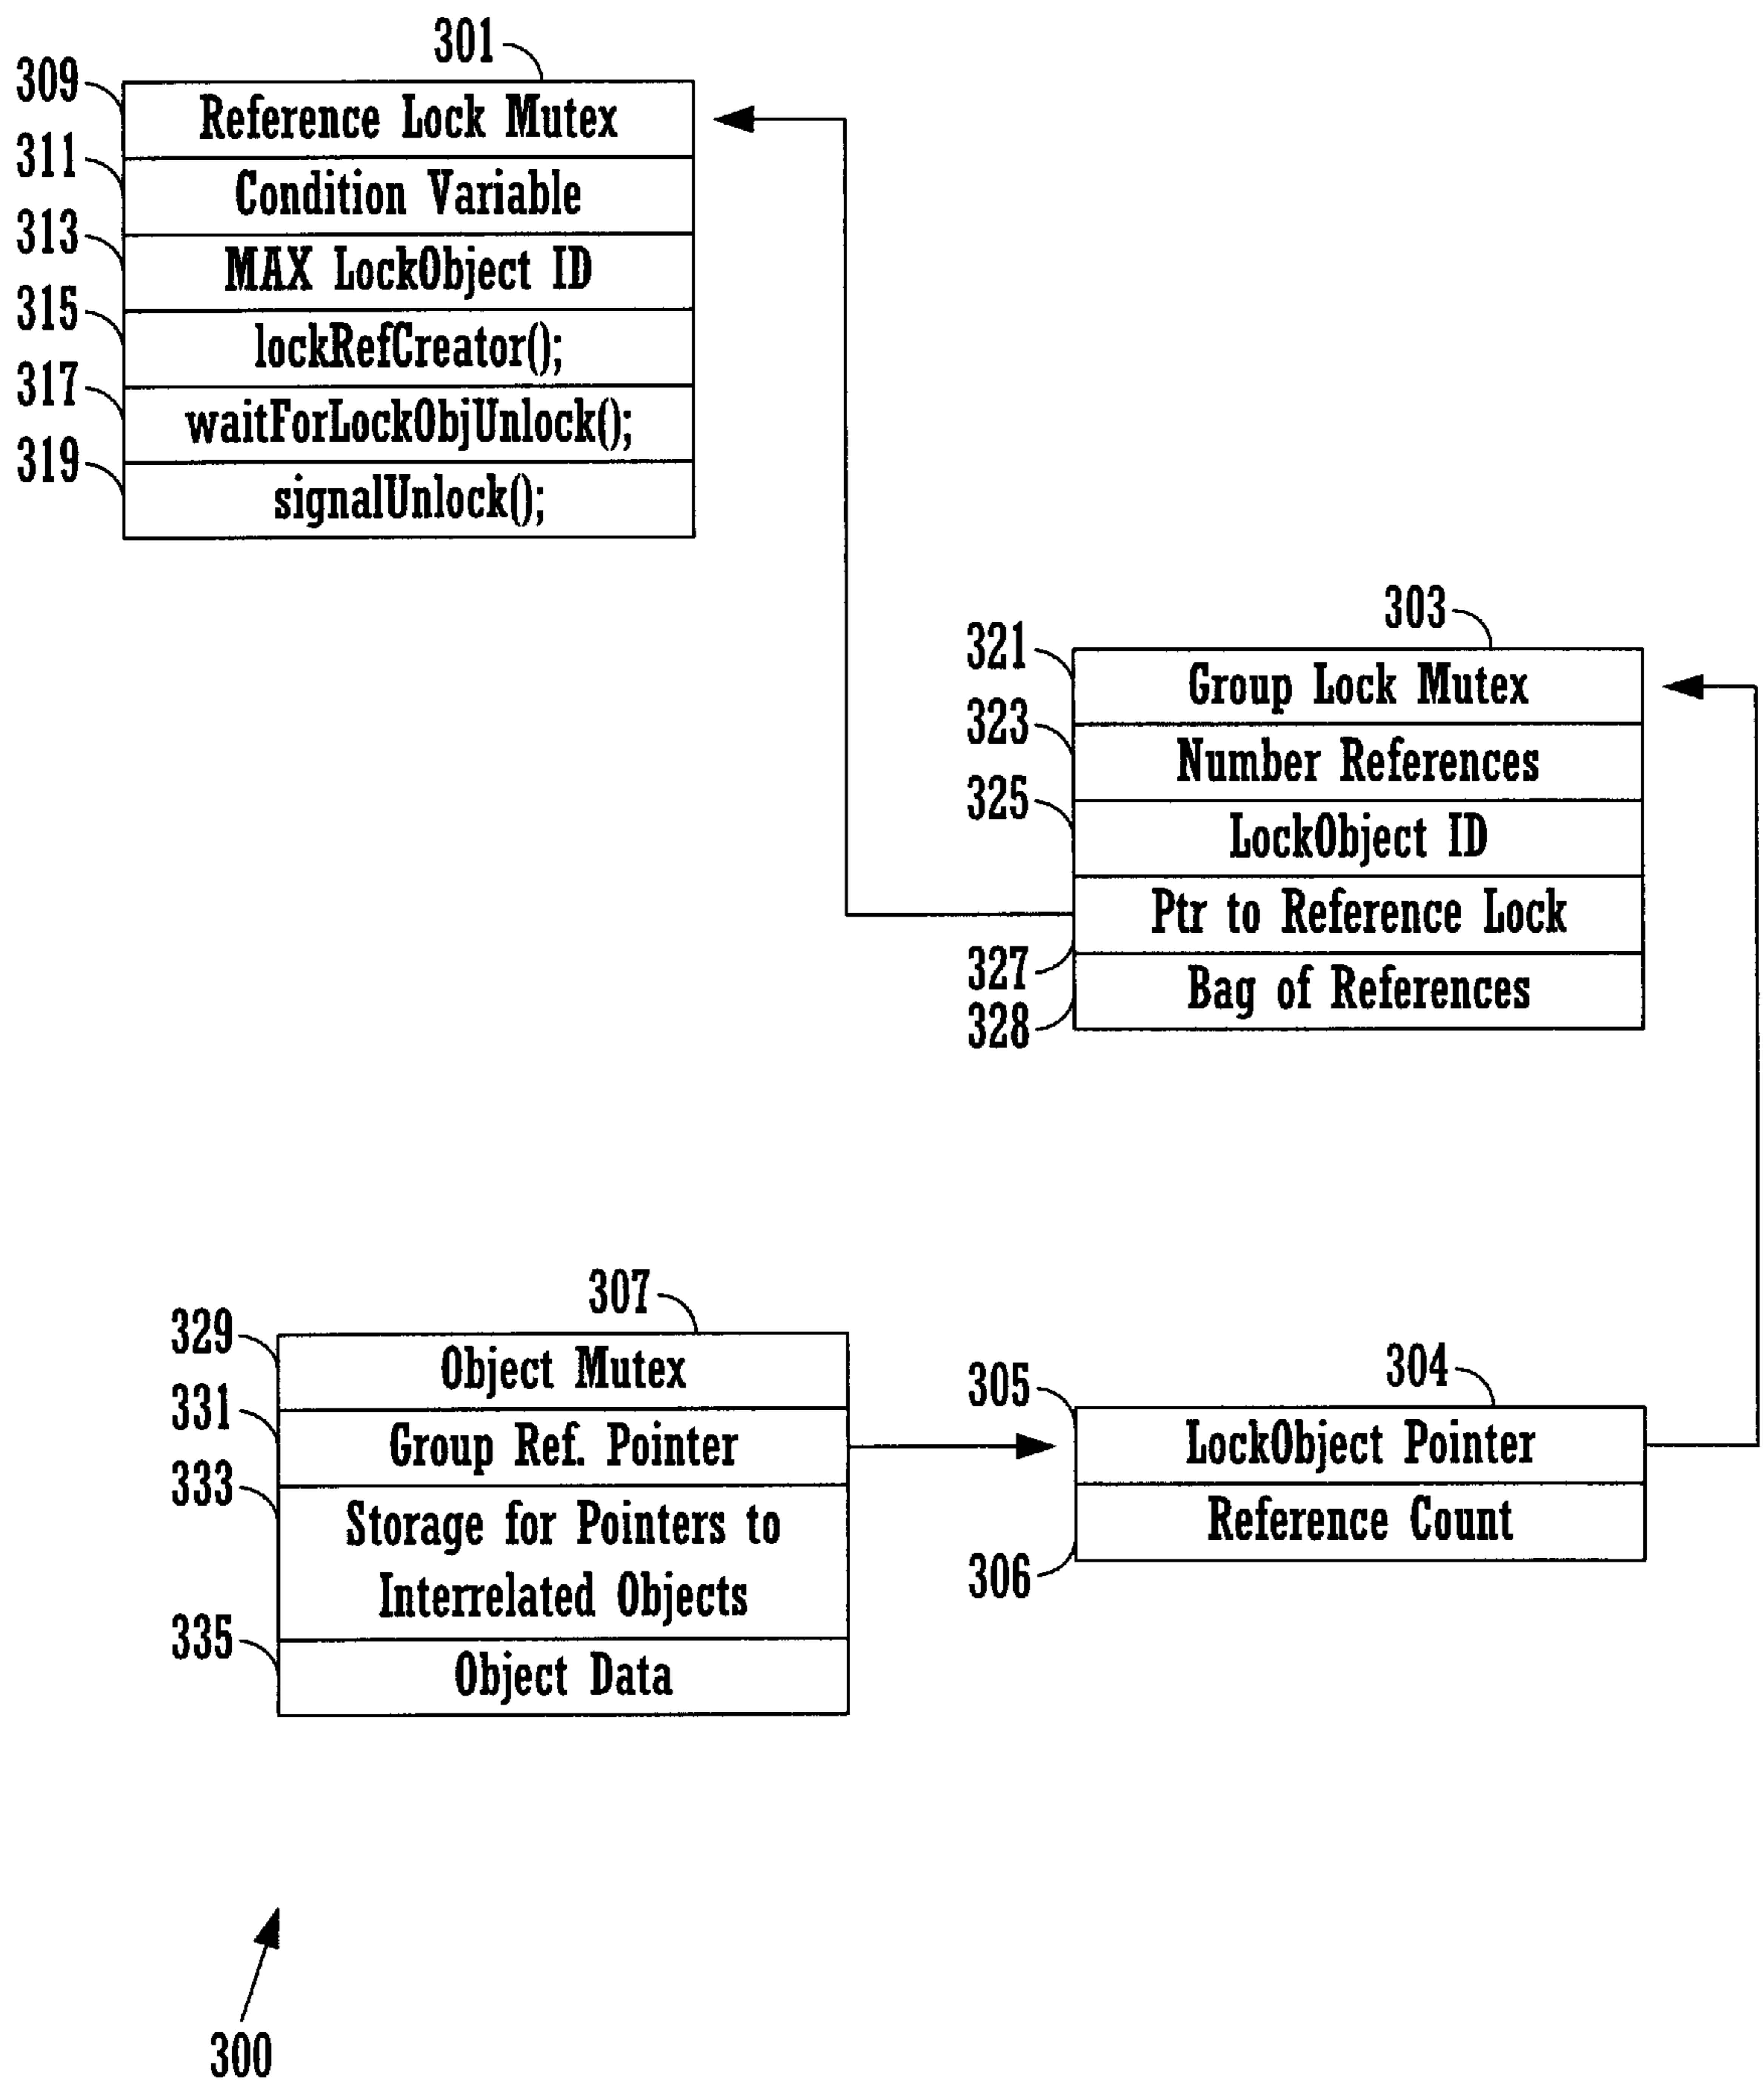 301
309
Reference Lock Mutex
311
Condition Variable
313
MAX LockObject ID
315
lockRefCreator();
317
waitForLockObjUnlock();
319
signalUnlock();
303
321
Group Lock Mutex
323
Number References
325
LockObject ID
Ptr to Reference Lock
327
Bag of References
328
307
329
Object Mutex
331
Group Ref. Pointer
333
Storage for Pointers to
Interrelated Objects
335
Object Data
304
305
LockObject Pointer
Reference Count
306
300